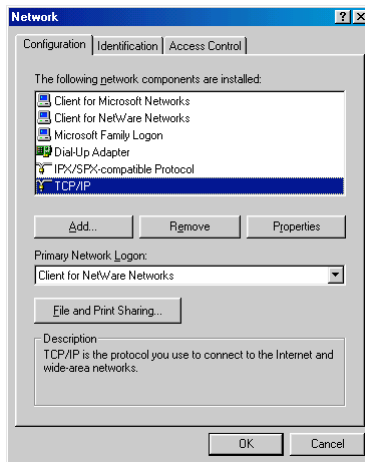 Network
Configuration Identification Access Control
The following network components are installed:
Client for Microsoft Networks
Client for NetWare Networks
Microsoft Family Logon
Dial-Up Adapter
IPX/SPX-compatible Protocol
TCP/IP
Add... Remove Properties
Primary Network Logon:
Client for NetWare Networks
File and Print Sharing...
Description
TCP/IP is the protocol you use to connect to the Internet and
wide-area networks.
OK Cancel